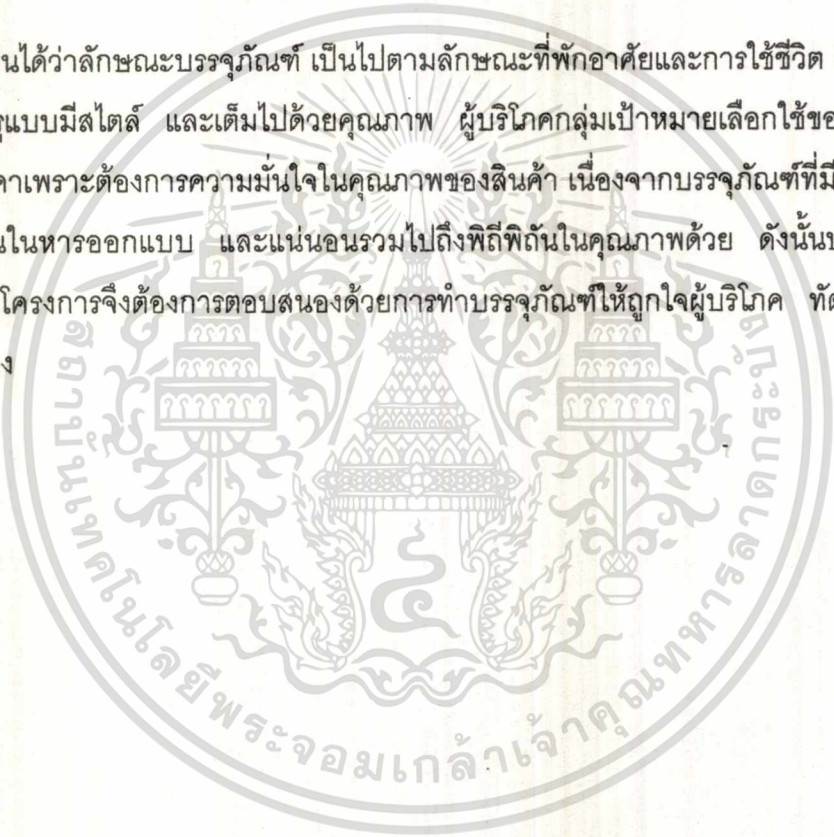 นได้ว่าลักษณะบรรจุภัณฑ์ เป็นไปตามลักษณะที่พักอาศัยและการใช้ชีวิต
ูแบบมีสไตล์ และเต็มไปด้วยคุณภาพ ผู้บริโภคกลุ่มเป้าหมายเลือกใช้ขอ
คาเพราะต้องการความมั่นใจในคุณภาพของสินค้า เนื่องจากบรรจุภัณฑ์ที่มี
นในหารออกแบบ และแน่นอนรวมไปถึงพิถีพิถันในคุณภาพด้วย ดังนั้นบ
โครงการจึงต้องการตอบสนองด้วยการทำบรรจุภัณฑ์ให้ถูกใจผู้บริโภค ทัด
ง
สถาบันเทคโนโลยีพระจอมเกล้าเจ้าคุณทหารลาดกระบัง